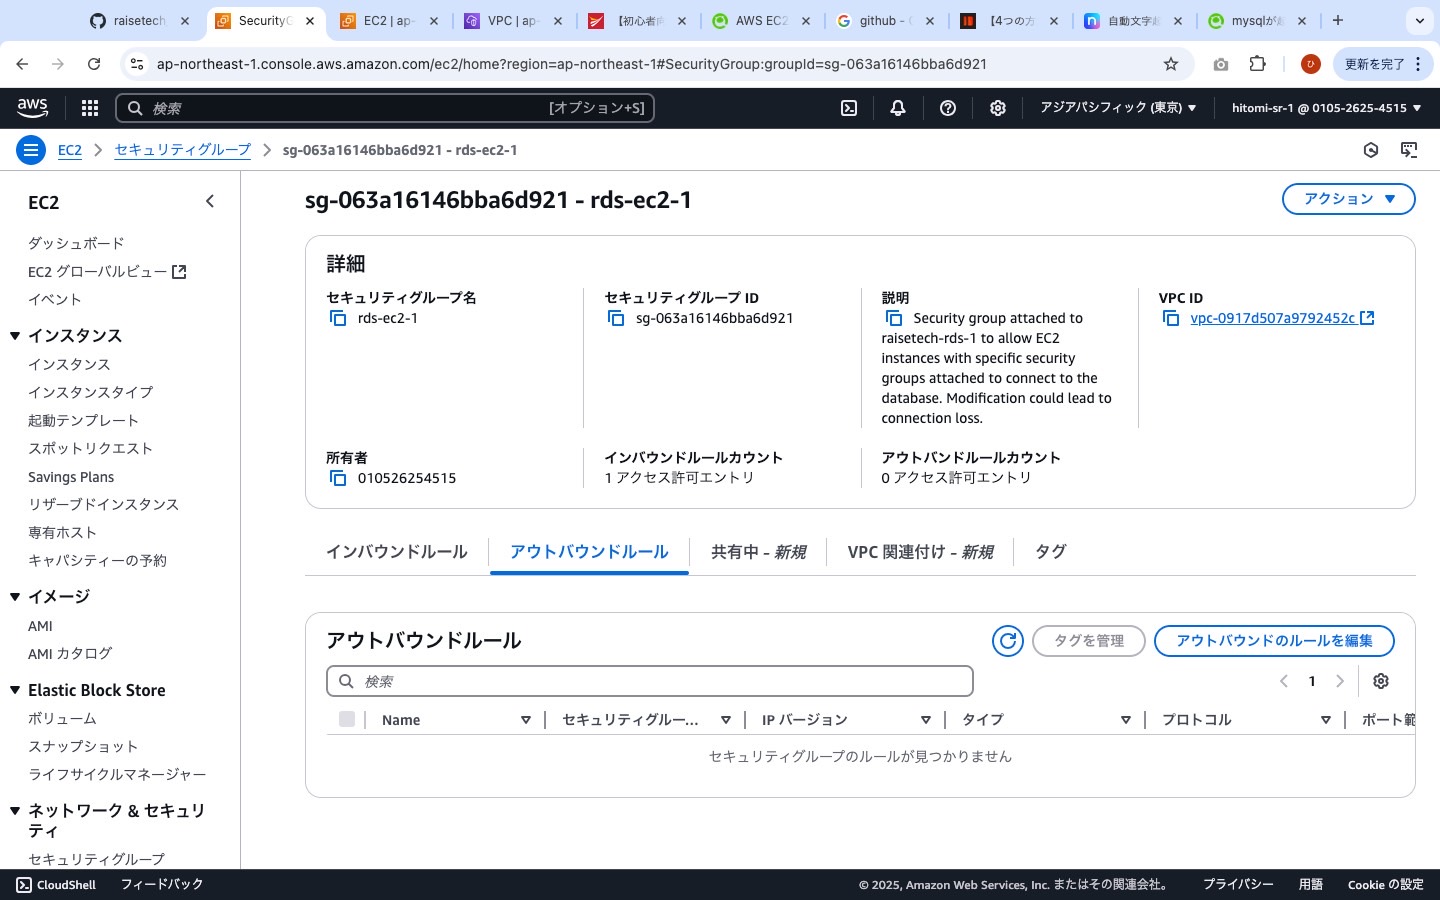 raisetech
SecurityG
EC2 | ap-
VPC | ap-
【初心者向
AWS EC2
github -
【4つの方
自動文字起
mysqlが起
ap-northeast-1.console.aws.amazon.com/ec2/home?region=ap-northeast-1#SecurityGroup:groupId=sg-063a16146bba6d921
ひ
更新を完了
aws
検索
[オプション+S]
アジアパシフィック (東京) ▼
hitomi-sr-1 @ 0105-2625-4515 ▼
EC2
セキュリティグループ
sg-063a16146bba6d921 - rds-ec2-1
EC2
ダッシュボード
EC2 グローバルビュー
イベント
インスタンス
インスタンス
インスタンスタイプ
起動テンプレート
スポットリクエスト
Savings Plans
リザーブドインスタンス
専有ホスト
キャパシティーの予約
イメージ
AMI
AMI カタログ
Elastic Block Store
ボリューム
スナップショット
ライフサイクルマネージャー
ネットワーク & セキュリ
ティ
セキュリティグループ
sg-063a16146bba6d921 - rds-ec2-1
アクション ▼
詳細
セキュリティグループ名
rds-ec2-1
セキュリティグループ ID
sg-063a16146bba6d921
説明
Security group attached to
raisetech-rds-1 to allow EC2
instances with specific security
groups attached to connect to the
database. Modification could lead to
connection loss.
VPC ID
vpc-0917d507a9792452c
所有者
010526254515
インバウンドルールカウント
1 アクセス許可エントリ
アウトバンドルールカウント
0 アクセス許可エントリ
インバウンドルール
アウトバウンドルール
共有中 - 新規
VPC 関連付け - 新規
タグ
アウトバウンドルール
タグを管理
アウトバウンドのルールを編集
検索
1
Name
セキュリティグルー...
IP バージョン
タイプ
プロトコル
ポート範
セキュリティグループのルールが見つかりません
CloudShell
フィードバック
© 2025, Amazon Web Services, Inc. またはその関連会社。
プライバシー
用語
Cookie の設定